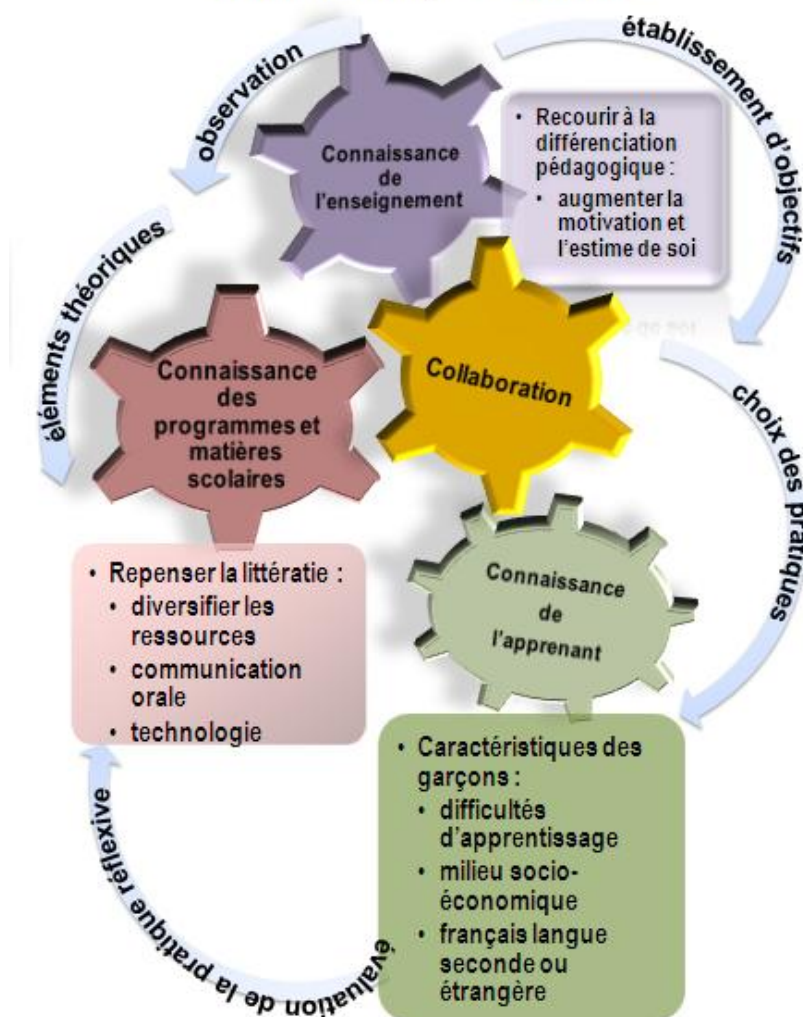 observation
établissement d'objectifs
Connaissance
de
l'enseignement
• Recourir à la
différenciation
pédagogique :
• augmenter la
motivation et
l'estime de soi
éléments théoriques
Connaissance
des
programmes et
matières
scolaires
Collaboration
choix des pratiques
Connaissance
de
l'apprenant
• Repenser la littératie :
• diversifier les
ressources
• communication
orale
• technologie
• Caractéristiques des
garçons :
• difficultés
d'apprentissage
• milieu socio-
économique
• français langue
seconde ou
étrangère
évaluation de la pratique réflexive